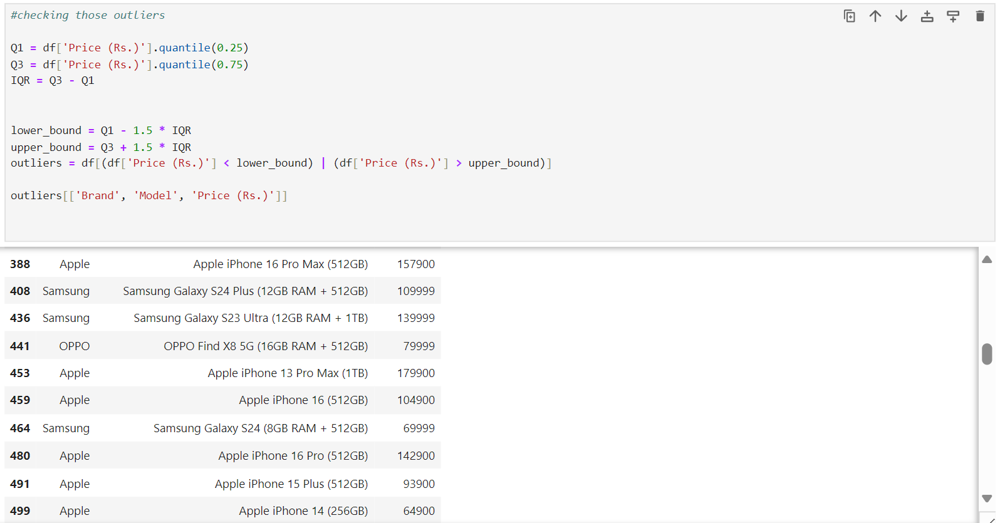 #checking those outliers
Q1 = df['Price (Rs.)'].quantile(0.25)
Q3 = df['Price (Rs.)'].quantile(0.75)
IQR = Q3 - Q1
lower_bound = Q1 - 1.5 * IQR
upper_bound = Q3 + 1.5 * IQR
outliers = df[(df['Price (Rs.)'] < lower_bound) | (df['Price (Rs.)'] > upper_bound)]
outliers[['Brand', 'Model', 'Price (Rs.)']]
388 Apple Apple iPhone 16 Pro Max (512GB) 157900
408 Samsung Samsung Galaxy S24 Plus (12GB RAM + 512GB) 109999
436 Samsung Samsung Galaxy S23 Ultra (12GB RAM + 1TB) 139999
441 OPPO OPPO Find X8 5G (16GB RAM + 512GB) 79999
453 Apple Apple iPhone 13 Pro Max (1TB) 179900
459 Apple Apple iPhone 16 (512GB) 104900
464 Samsung Samsung Galaxy S24 (8GB RAM + 512GB) 69999
480 Apple Apple iPhone 16 Pro (512GB) 142900
491 Apple Apple iPhone 15 Plus (512GB) 93900
499 Apple Apple iPhone 14 (256GB) 64900